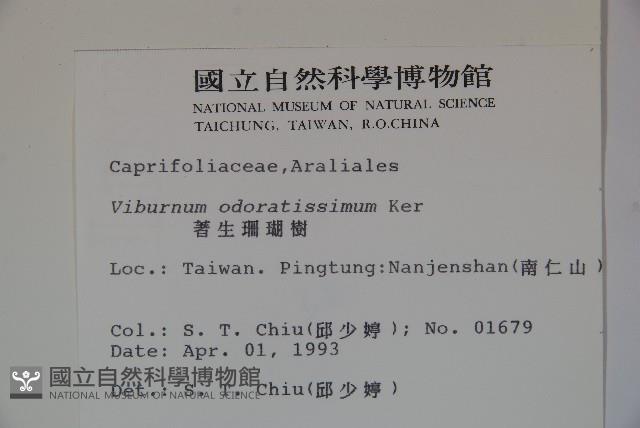 國立自然科學博物館
NATIONAL MUSEUM OF NATURAL SCIENCE
TAICHUNG, TAIWAN, R.O.CHINA
Caprifoliaceae,Araliales
Viburnum odoratissimum Ker
著生珊瑚樹
Loc.: Taiwan. Pingtung:Nanjenshan(南仁山)
Col.: S. T. Chiu(邱少婷); No. 01679
Date: Apr. 01, 1993
Det.: S. T. Chiu(邱少婷)
國立自然科學博物館
NATIONAL MUSEUM OF NATURAL SCIENCE